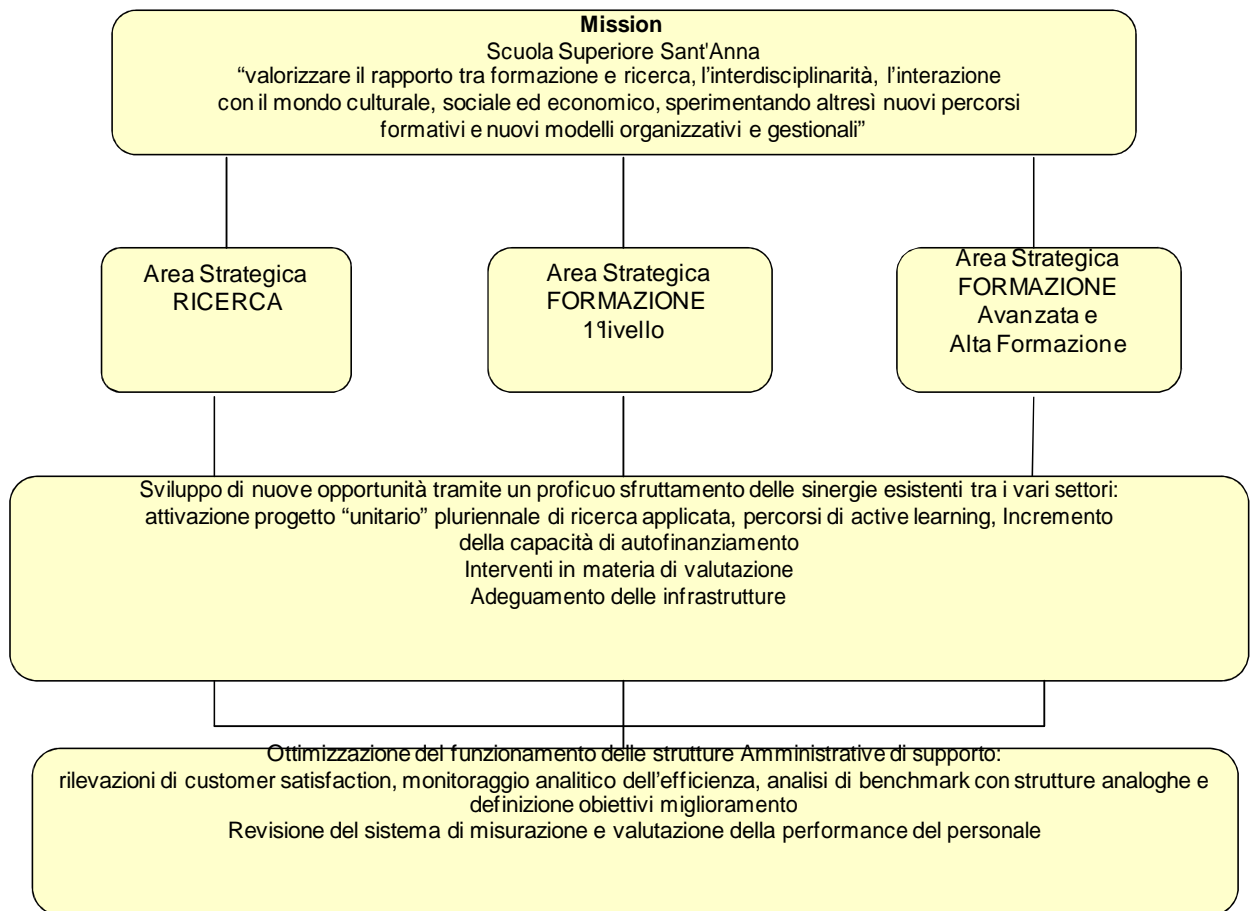 Mission
Scuola Superiore Sant'Anna
“valorizzare il rapporto tra formazione e ricerca, l’interdisciplinarità, l’interazione
con il mondo culturale, sociale ed economico, sperimentando altresì nuovi percorsi
formativi e nuovi modelli organizzativi e gestionali”
Area Strategica
RICERCA
Area Strategica
FORMAZIONE
1°livello
Area Strategica
FORMAZIONE
Avanzata e
Alta Formazione
Sviluppo di nuove opportunità tramite un proficuo sfruttamento delle sinergie esistenti tra i vari settori:
attivazione progetto “unitario” pluriennale di ricerca applicata, percorsi di active learning, Incremento
della capacità di autofinanziamento
Interventi in materia di valutazione
Adeguamento delle infrastrutture
Ottimizzazione del funzionamento delle strutture Amministrative di supporto:
rilevazioni di customer satisfaction, monitoraggio analitico dell’efficienza, analisi di benchmark con strutture analoghe e
definizione obiettivi miglioramento
Revisione del sistema di misurazione e valutazione della performance del personale